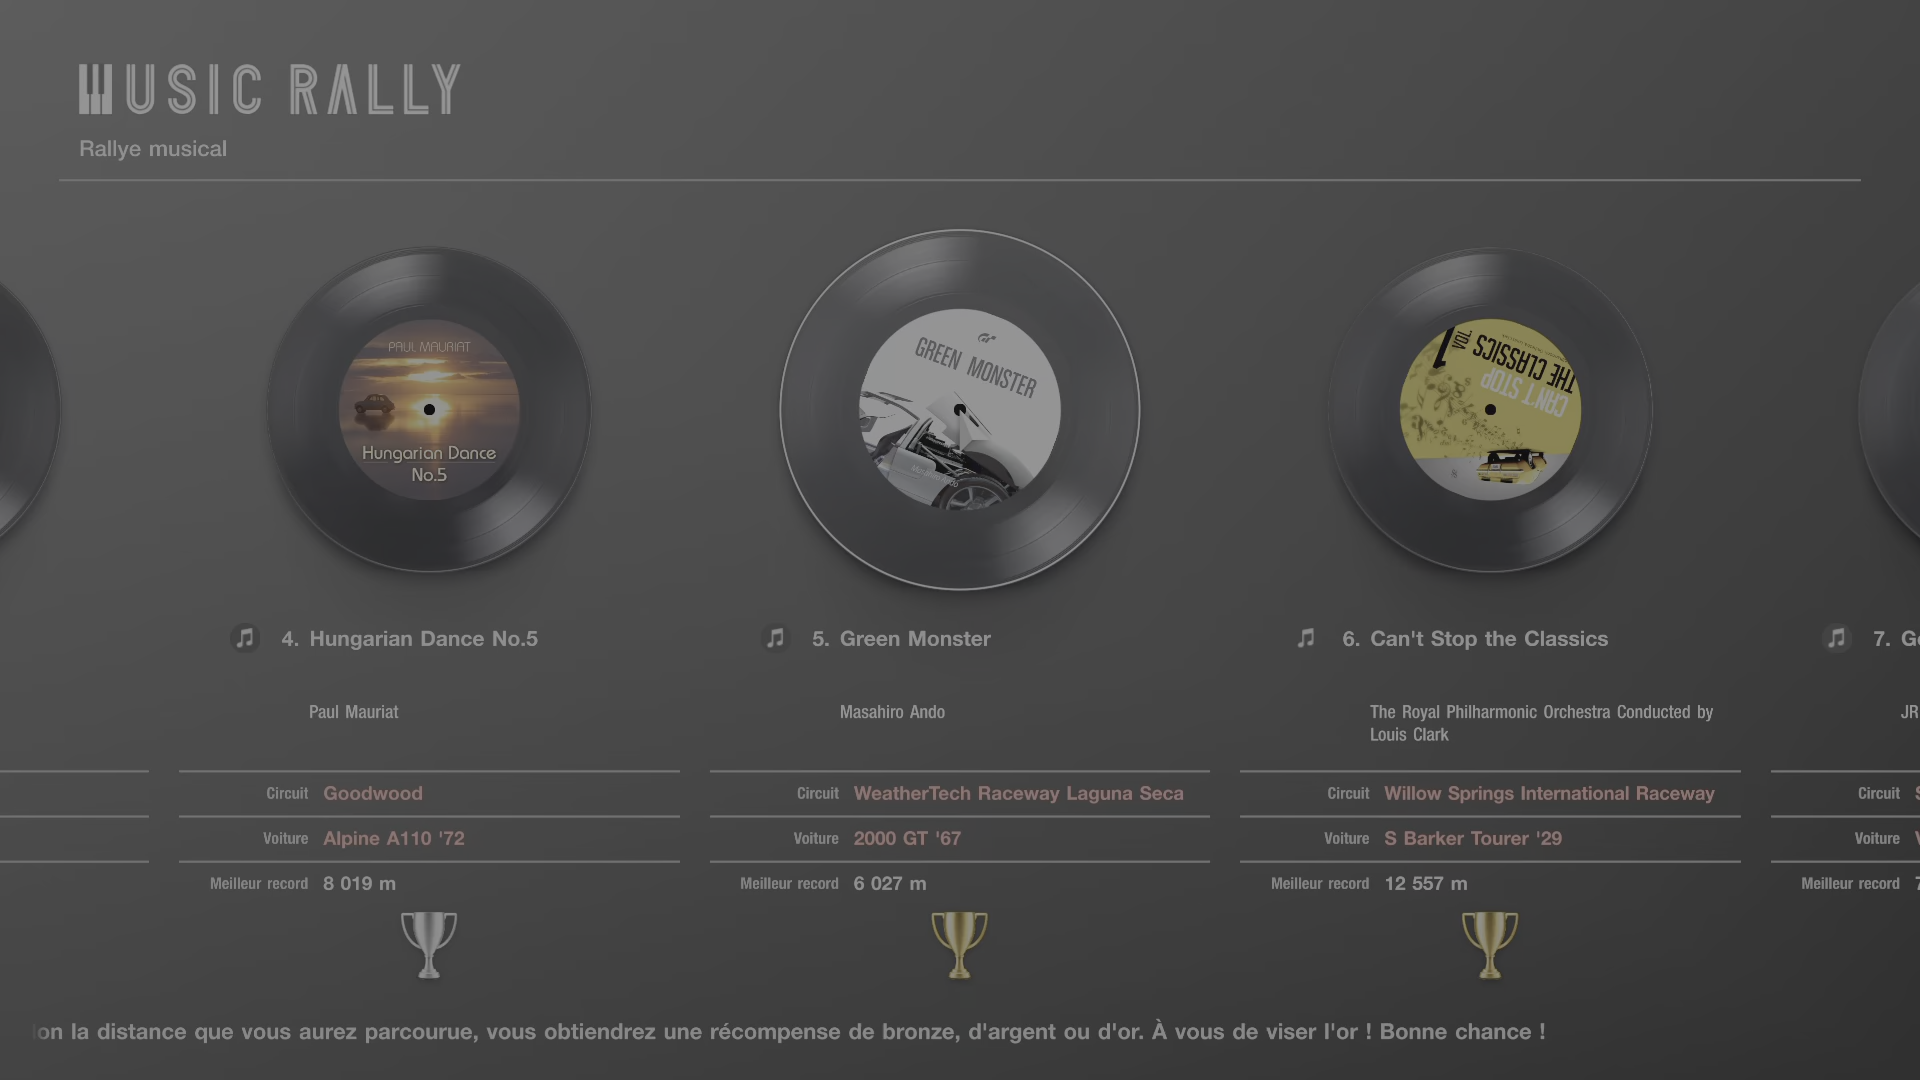 MUSIC RALLY
Rallye musical
PAUL MAURIAT
Hungarian Dance
No.5
GREEN MONSTER
VOL. 1
THE CLASSICS
CAN'T STOP
4. Hungarian Dance No.5
5. Green Monster
6. Can't Stop the Classics
7. G
Paul Mauriat
Masahiro Ando
The Royal Philharmonic Orchestra Conducted by
Louis Clark
JR
Circuit Goodwood
Circuit WeatherTech Raceway Laguna Seca
Circuit Willow Springs International Raceway
Circuit
Voiture Alpine A110 '72
Voiture 2000 GT '67
Voiture S Barker Tourer '29
Voiture
Meilleur record 8 019 m
Meilleur record 6 027 m
Meilleur record 12 557 m
Meilleur record
on la distance que vous aurez parcourue, vous obtiendrez une récompense de bronze, d'argent ou d'or. À vous de viser l'or ! Bonne chance !